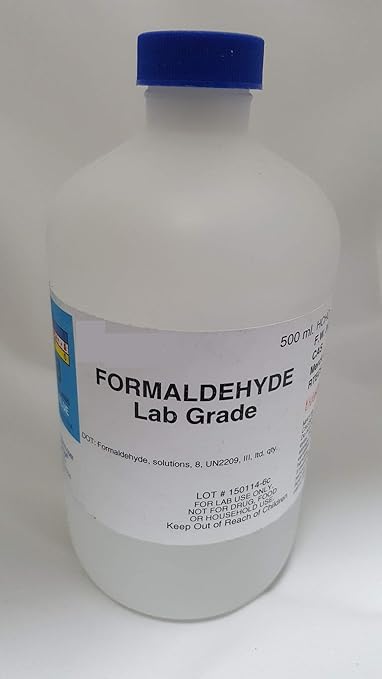 500 ml. HCHO
FORMALDEHYDE
Lab Grade
DOT: Formaldehyde, solutions, 8, UN2209, III, ltd. qty.
LOT # 150114-6c
FOR LAB USE ONLY
NOT FOR DRUG, FOOD
OR HOUSEHOLD USE
Keep Out of Reach of Children